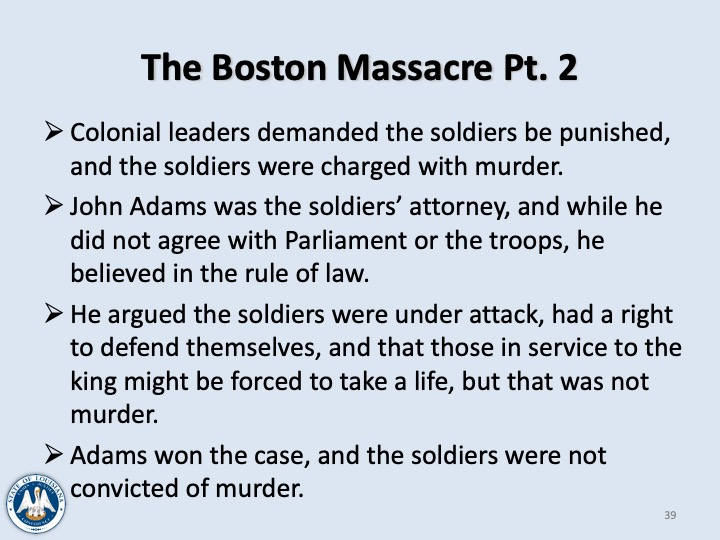 The Boston Massacre Pt. 2
➢ Colonial leaders demanded the soldiers be punished,
and the soldiers were charged with murder.
➢ John Adams was the soldiers’ attorney, and while he
did not agree with Parliament or the troops, he
believed in the rule of law.
➢ He argued the soldiers were under attack, had a right
to defend themselves, and that those in service to the
king might be forced to take a life, but that was not
murder.
➢ Adams won the case, and the soldiers were not
convicted of murder.
STATE OF LOUISIANA
CONFIDENCE
39